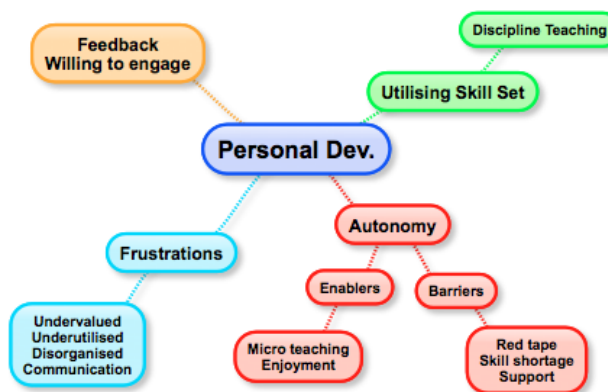 Feedback
Willing to engage
Discipline Teaching
Utilising Skill Set
Personal Dev.
Autonomy
Frustrations
Enablers
Barriers
Undervalued
Underutilised
Disorganised
Communication
Micro teaching
Enjoyment
Red tape
Skill shortage
Support